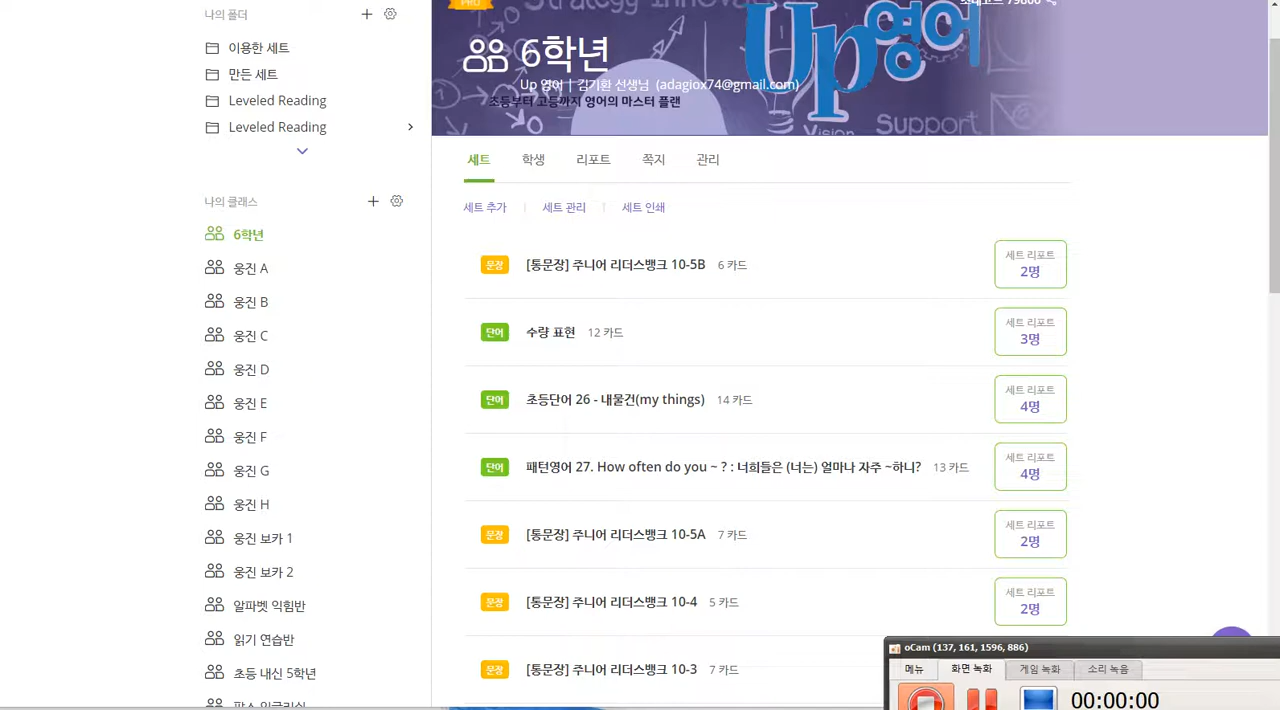 나의 폴더
이용한 세트
만든 세트
Leveled Reading
Leveled Reading
나의 클래스
6학년
웅진 A
웅진 B
웅진 C
웅진 D
웅진 E
웅진 F
웅진 G
웅진 H
웅진 보카 1
웅진 보카 2
알파벳 익힘반
읽기 연습반
초등 내신 5학년
팝스 잉글리쉬
PRO
Strategy Innov
초대코드 79600
Up영어
6학년
Up 영어 | 김기환 선생님 (adagiox74@gmail.com)
초등부터 고등까지 영어의 마스터 플랜
Vision
Support
세트 학생 리포트 쪽지 관리
세트 추가 세트 관리 세트 인쇄
문장 [통문장] 주니어 리더스뱅크 10-5B 6 카드 세트 리포트
2명
단어 수량 표현 12 카드 세트 리포트
3명
단어 초등단어 26 - 내물건(my things) 14 카드 세트 리포트
4명
단어 패턴영어 27. How often do you ~ ? : 너희들은 (너는) 얼마나 자주 ~하니? 13 카드 세트 리포트
4명
문장 [통문장] 주니어 리더스뱅크 10-5A 7 카드 세트 리포트
2명
문장 [통문장] 주니어 리더스뱅크 10-4 5 카드 세트 리포트
2명
문장 [통문장] 주니어 리더스뱅크 10-3 7 카드
oCam (137, 161, 1596, 886)
메뉴 화면 녹화 게임 녹화 소리 녹음
00:00:00